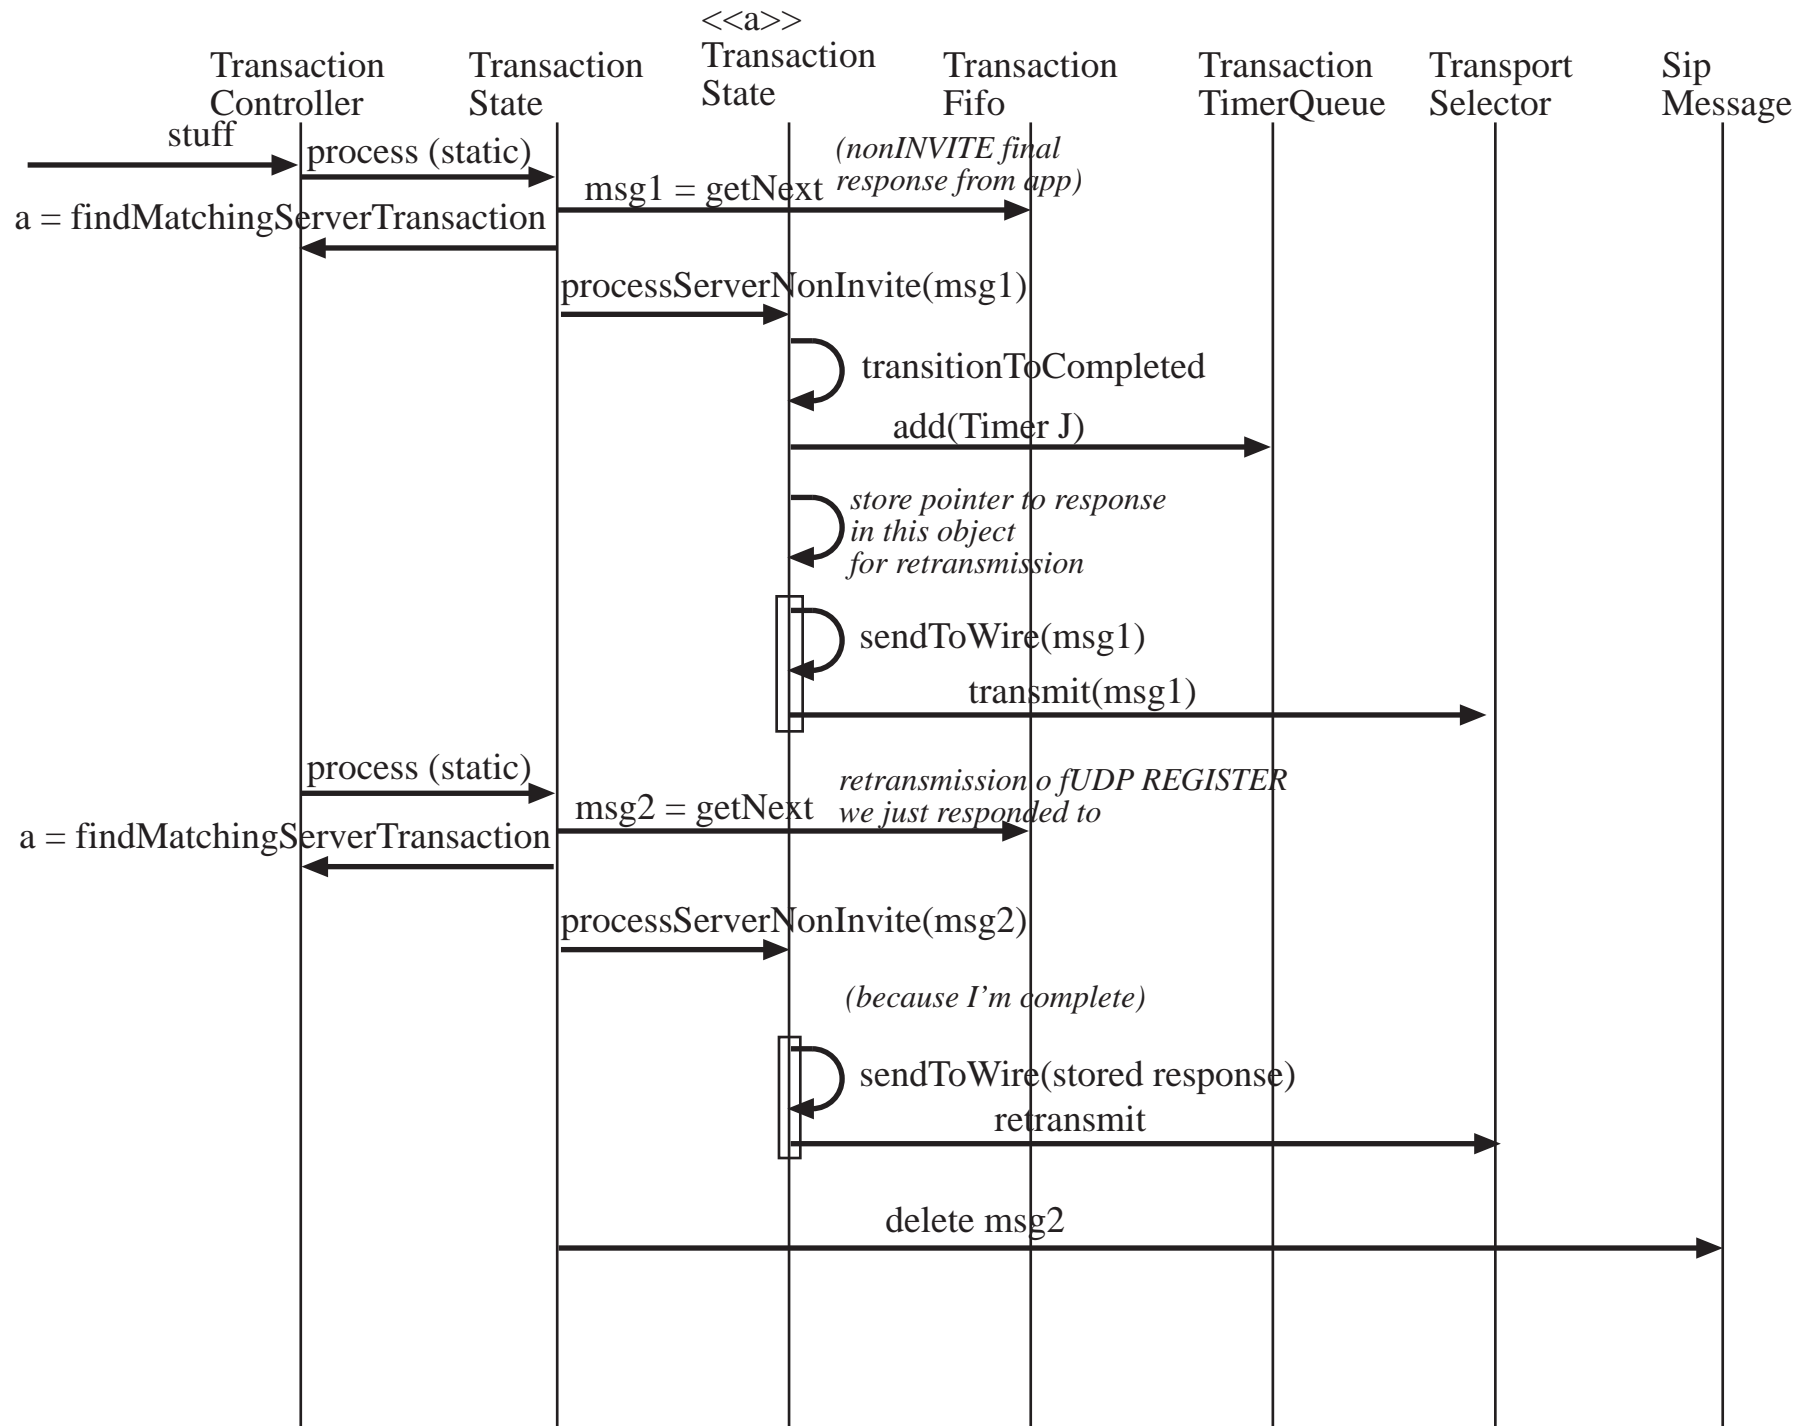 <<a>>
Transaction
Controller
Transaction
State
Transaction
State
Transaction
Fifo
Transaction
TimerQueue
Transport
Selector
Sip
Message
stuff
process (static)
(nonINVITE final
response from app)
msg1 = getNext
a = findMatchingServerTransaction
processServerNonInvite(msg1)
transitionToCompleted
add(Timer J)
store pointer to response
in this object
for retransmission
sendToWire(msg1)
transmit(msg1)
process (static)
retransmission o fUDP REGISTER
we just responded to
msg2 = getNext
a = findMatchingServerTransaction
processServerNonInvite(msg2)
(because I’m complete)
sendToWire(stored response)
retransmit
delete msg2